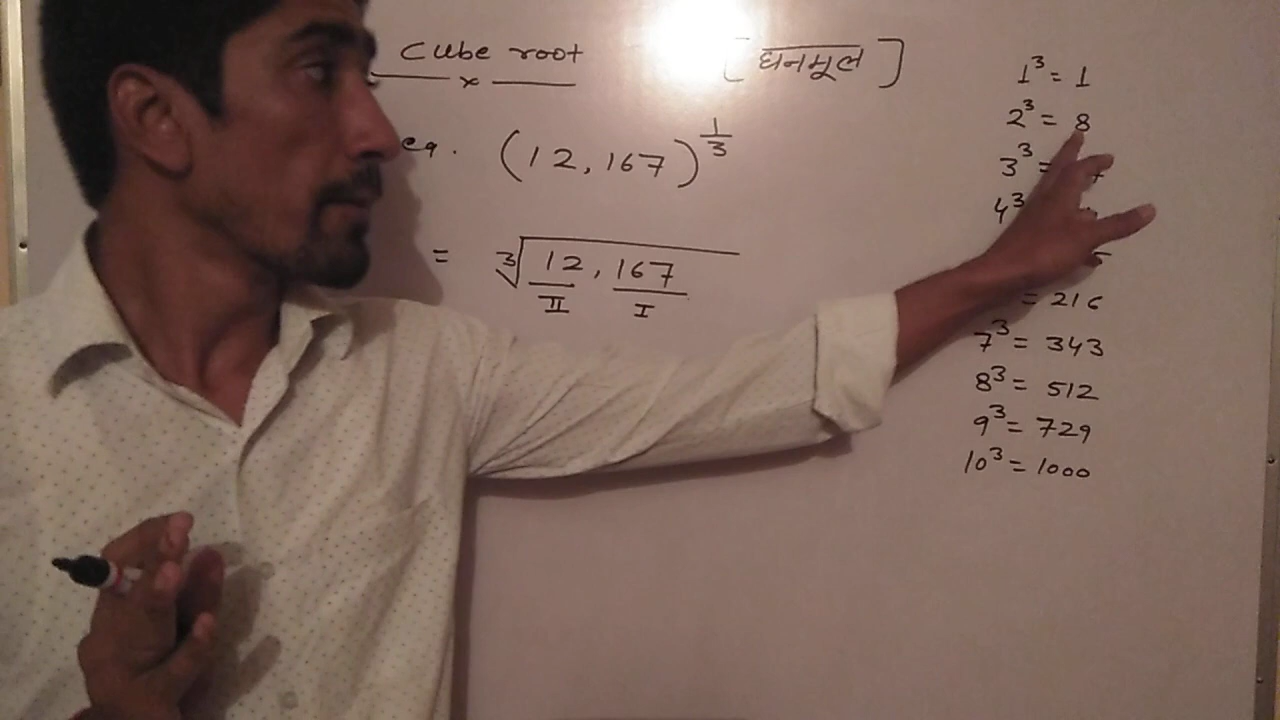 Cube root [घनमूल]
eg. (12,167)^(1/3)
= ∛12,167
II I
1³ = 1
2³ = 8
3³ =
4³
= 216
7³ = 343
8³ = 512
9³ = 729
10³ = 1000